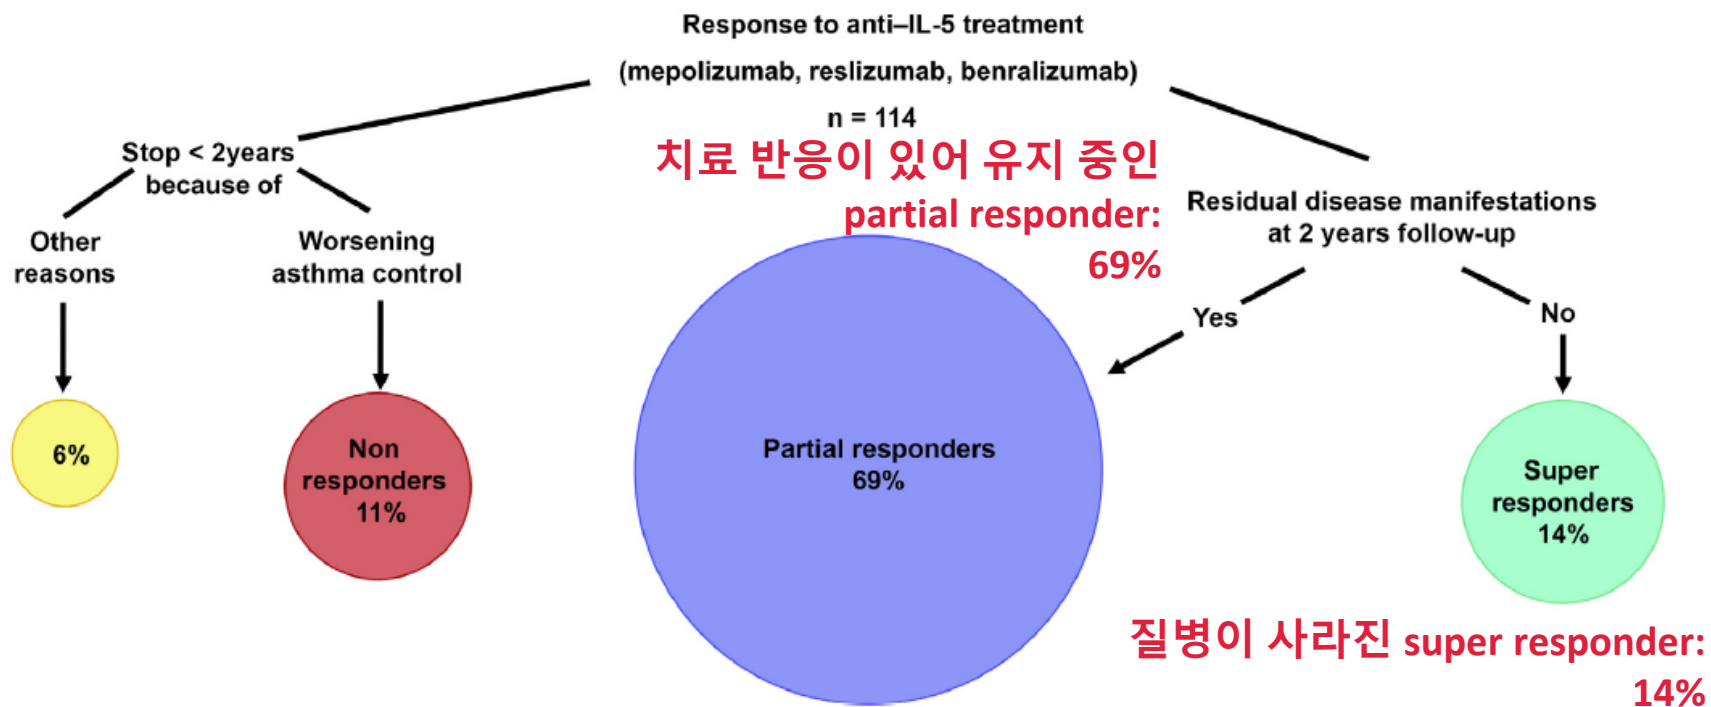 Response to anti–IL-5 treatment
(mepolizumab, reslizumab, benralizumab)
n = 114
치료 반응이 있어 유지 중인
partial responder:
69%
Stop < 2years
because of
Other
reasons
Worsening
asthma control
Residual disease manifestations
at 2 years follow-up
Yes
No
6%
Non
responders
11%
Partial responders
69%
Super
responders
14%
질병이 사라진 super responder:
14%